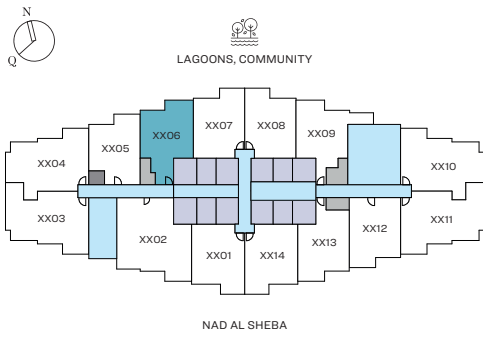 N
Q
LAGOONS, COMMUNITY
XX07
XX08
XX06
XX09
XX05
XX04
XX10
XX03
XX11
XX02
XX12
XX13
XX01
XX14
NAD AL SHEBA